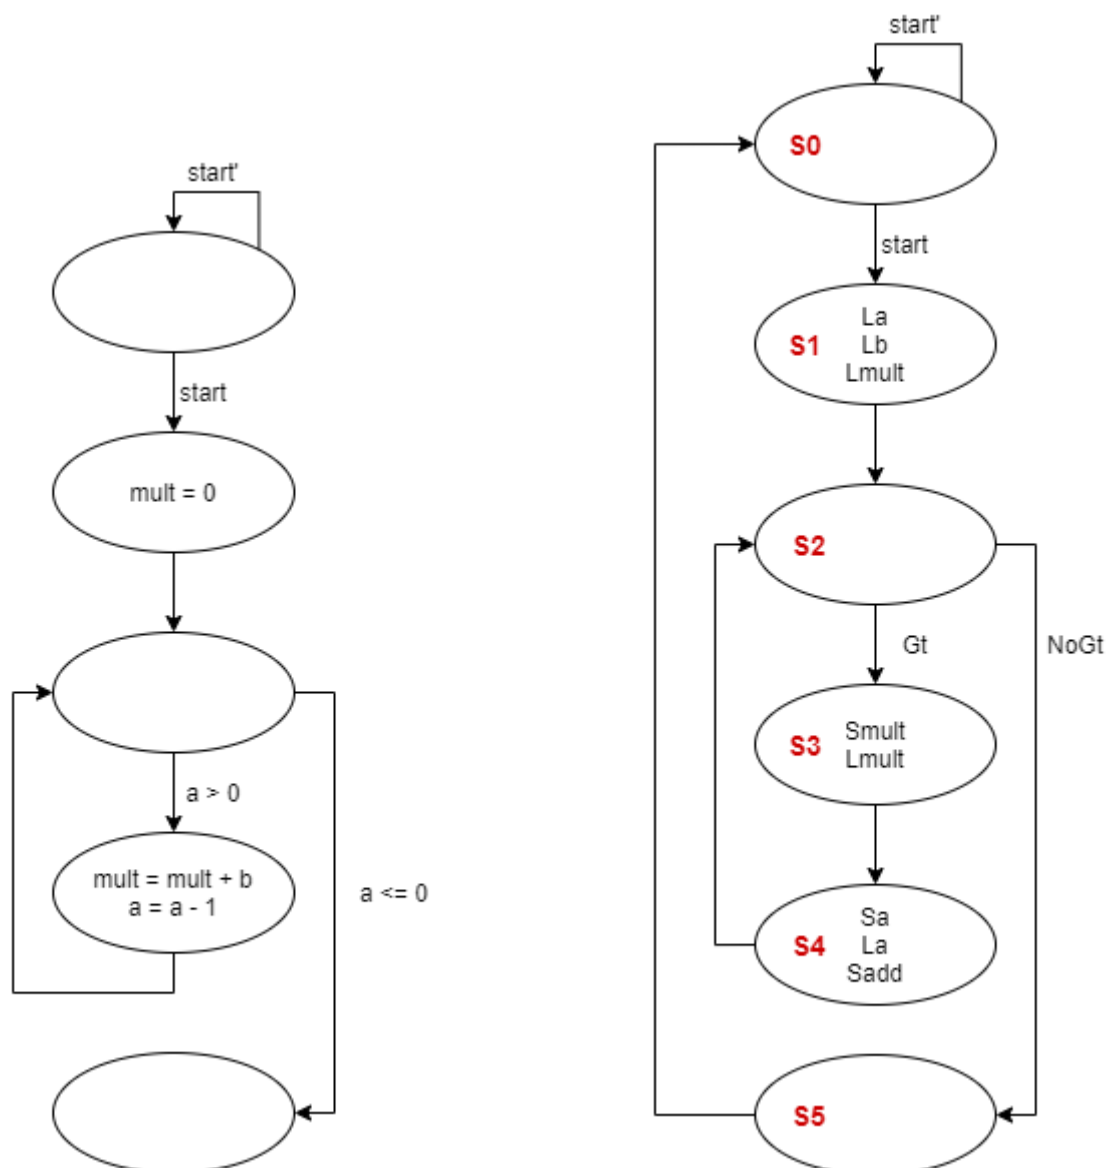 start'
start
mult = 0
a > 0
mult = mult + b
a = a - 1
a <= 0
start'
S0
start
S1
La
Lb
Lmult
S2
Gt
NoGt
S3
Smult
Lmult
S4
Sa
La
Sadd
S5